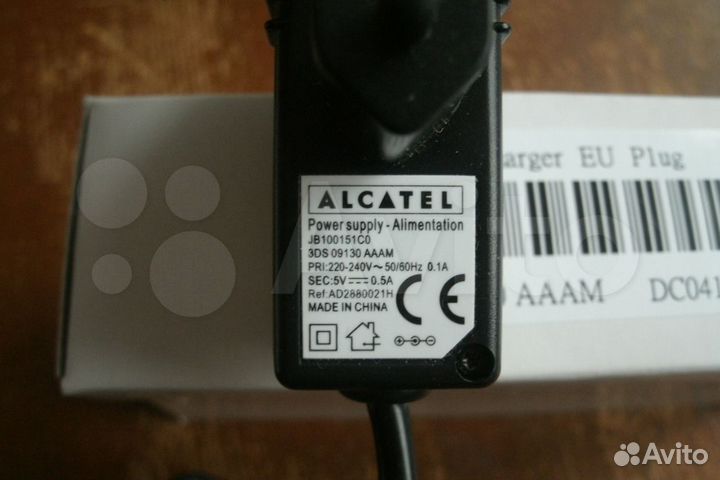 arger EU Plug
ALCATEL
Power supply - Alimentation
JB100151C0
3DS 09130 AAAM
PRI:220-240V～50/60Hz 0.1A
SEC:5V⎓0.5A
Ref:AD2880021H
MADE IN CHINA
CE
AAAM DC041
Avito
Avito